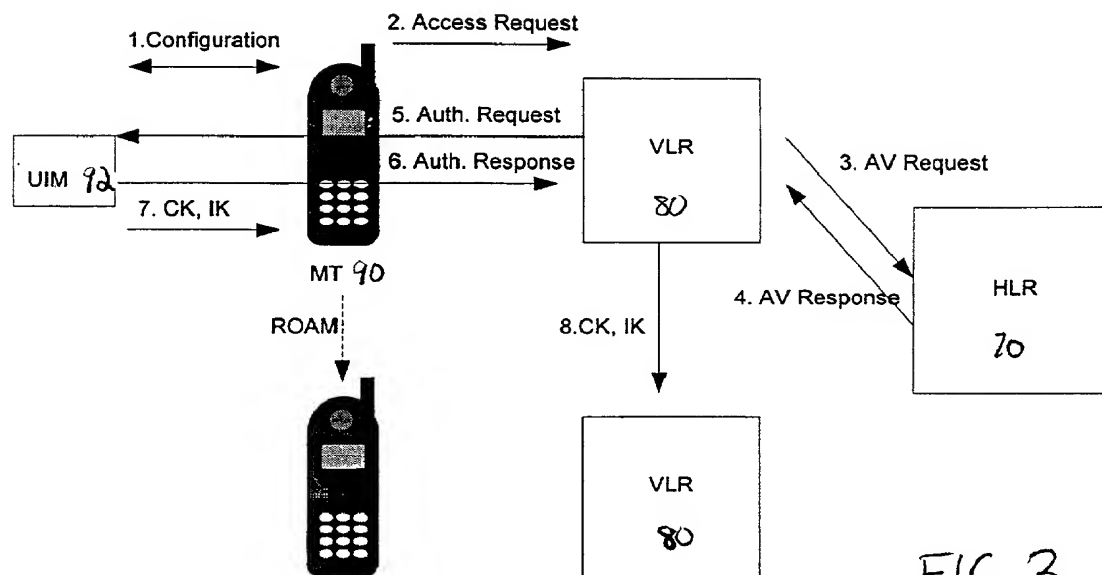 1.Configuration
2. Access Request
5. Auth. Request
6. Auth. Response
UIM 92
7. CK, IK
MT 90
VLR
80
3. AV Request
4. AV Response
HLR
70
ROAM
8.CK, IK
VLR
80
FIG. 3